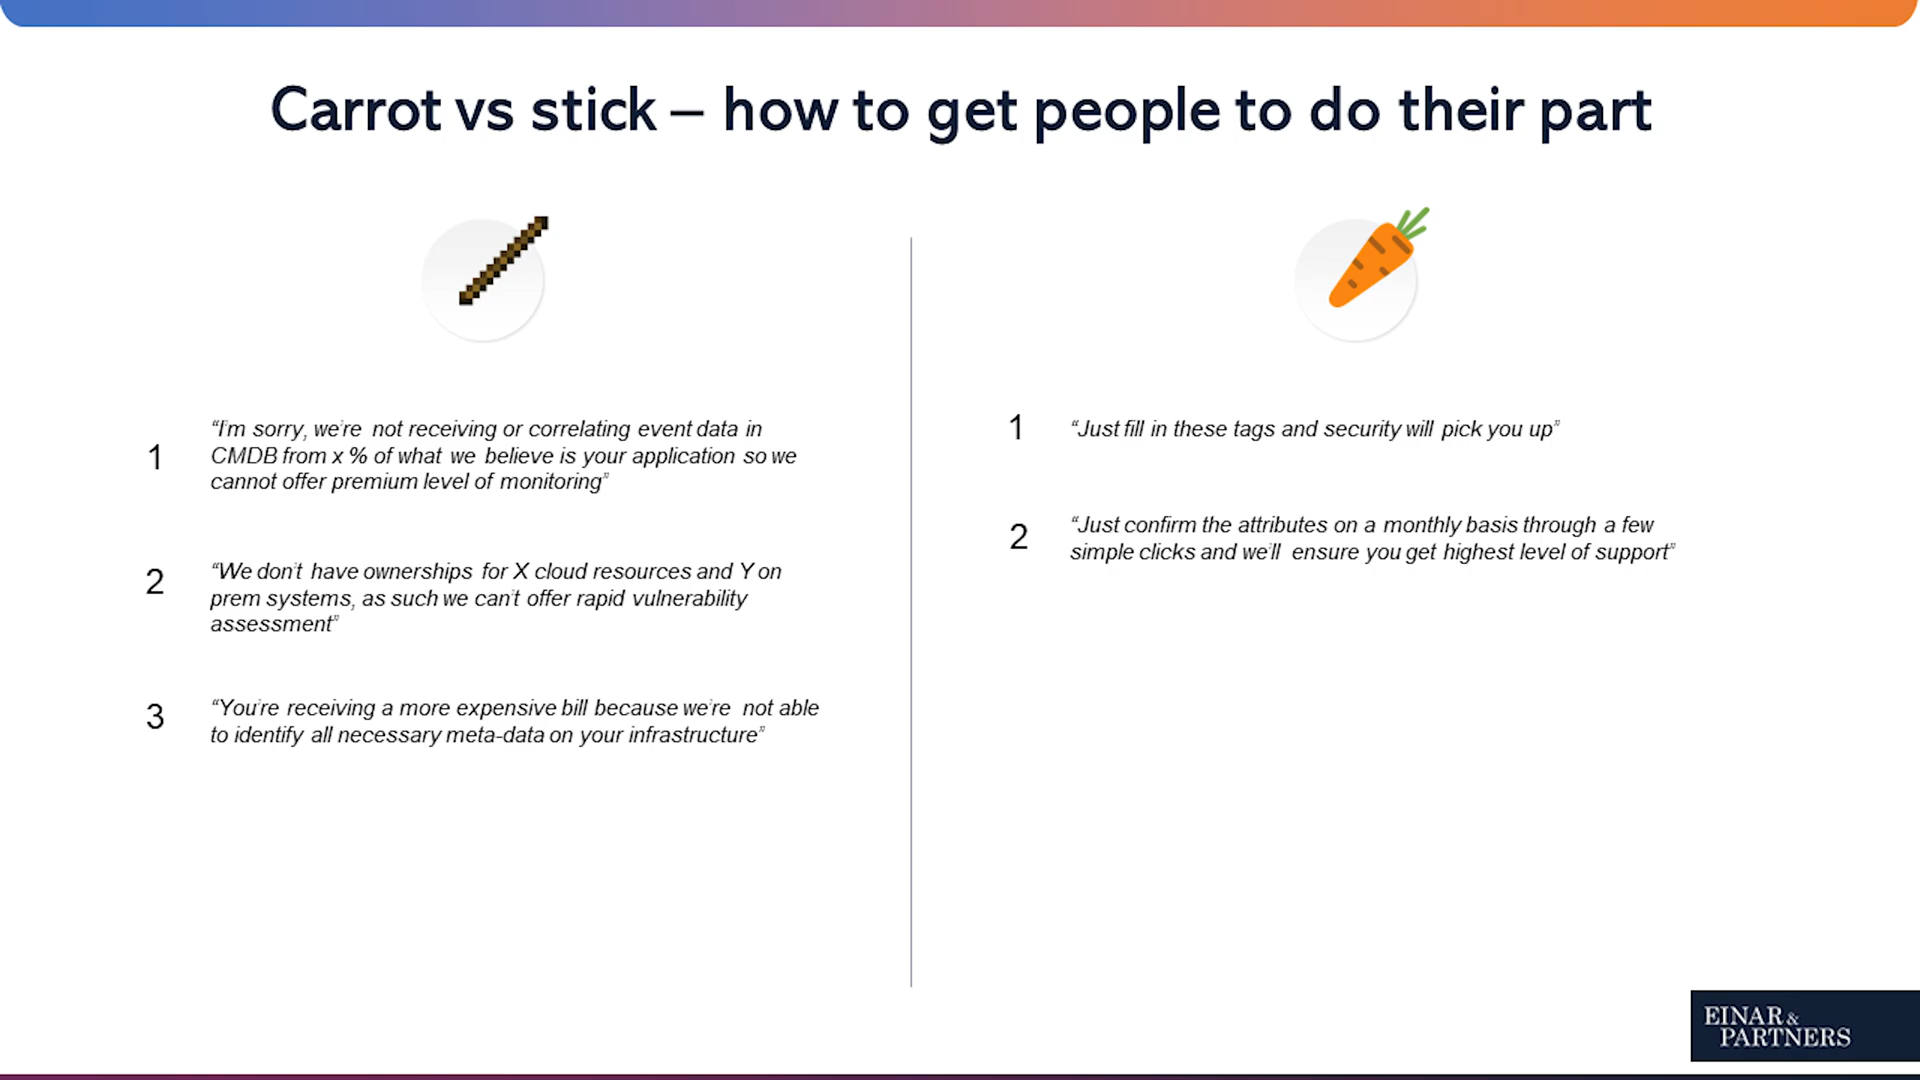 Carrot vs stick – how to get people to do their part
1
“I'm sorry, we're not receiving or correlating event data in
CMDB from x % of what we believe is your application so we
cannot offer premium level of monitoring”
2
“We don't have ownerships for X cloud resources and Y on
prem systems, as such we can't offer rapid vulnerability
assessment”
3
“You're receiving a more expensive bill because we're not able
to identify all necessary meta-data on your infrastructure”
1
“Just fill in these tags and security will pick you up”
2
“Just confirm the attributes on a monthly basis through a few
simple clicks and we'll ensure you get highest level of support”
EINAR &
PARTNERS